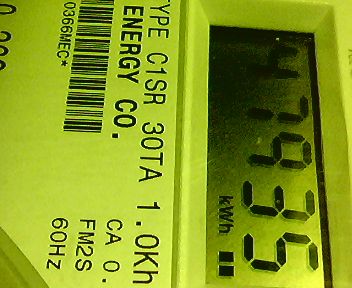 47935
kWh
TYPE C1SR 30TA 1.0Kh
ENERGY CO.
CA 0.
FM2S
60Hz
0366MEC*